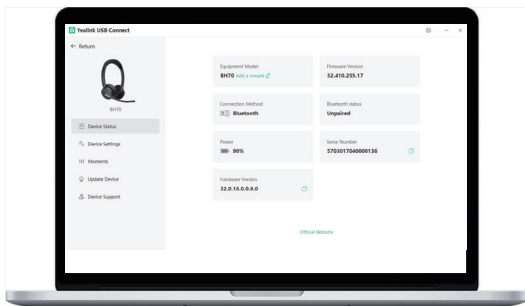 Yealink USB Connect
← Return
BH70
Device Status
Device Settings
Moments
Update Device
Device Support
Equipment Model
BH70 Add a remark
Firmware Version
32.410.255.17
Connection Method
Bluetooth
Bluetooth status
Unpaired
Power
90%
Serial Number
5703017040000136
Hardware Version
32.0.16.0.0.0.0
Official Website